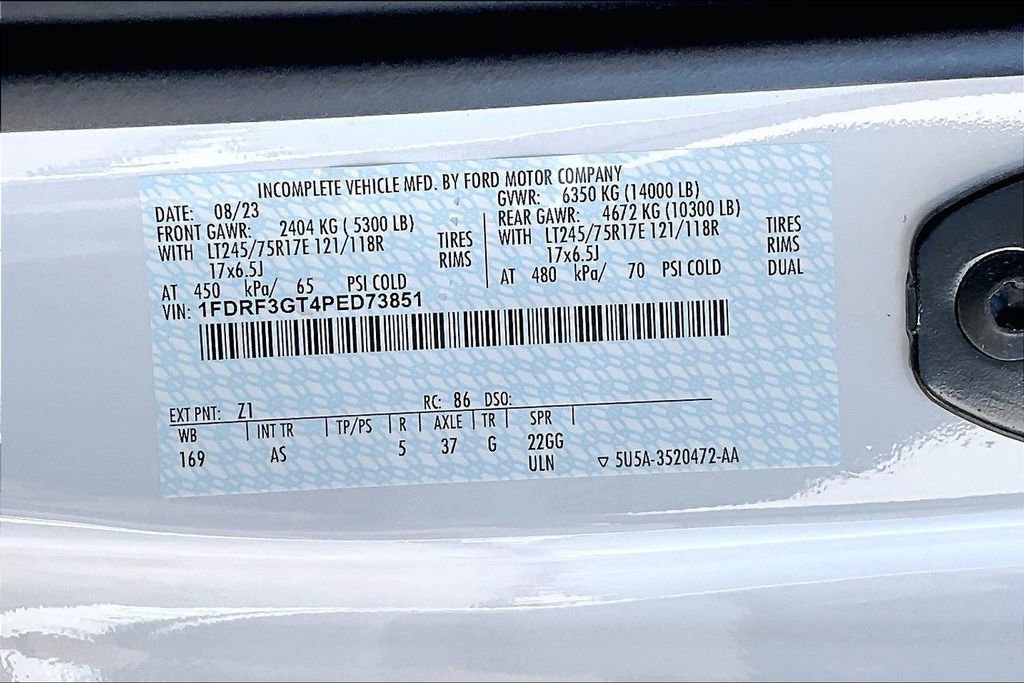 INCOMPLETE VEHICLE MFD. BY FORD MOTOR COMPANY
DATE: 08/23 GVWR: 6350 KG (14000 LB)
FRONT GAWR: 2404 KG ( 5300 LB) REAR GAWR: 4672 KG (10300 LB)
WITH LT245/75R17E 121/118R TIRES WITH LT245/75R17E 121/118R TIRES
17x6.5J RIMS 17x6.5J RIMS
AT 450 kPa/ 65 PSI COLD AT 480 kPa/ 70 PSI COLD DUAL
VIN: 1FDRF3GT4PED73851
EXT PNT: Z1 RC: 86 DSO:
WB INT TR TP/PS R AXLE TR SPR
169 AS 5 37 G 22GG
ULN ▽ 5U5A-3520472-AA